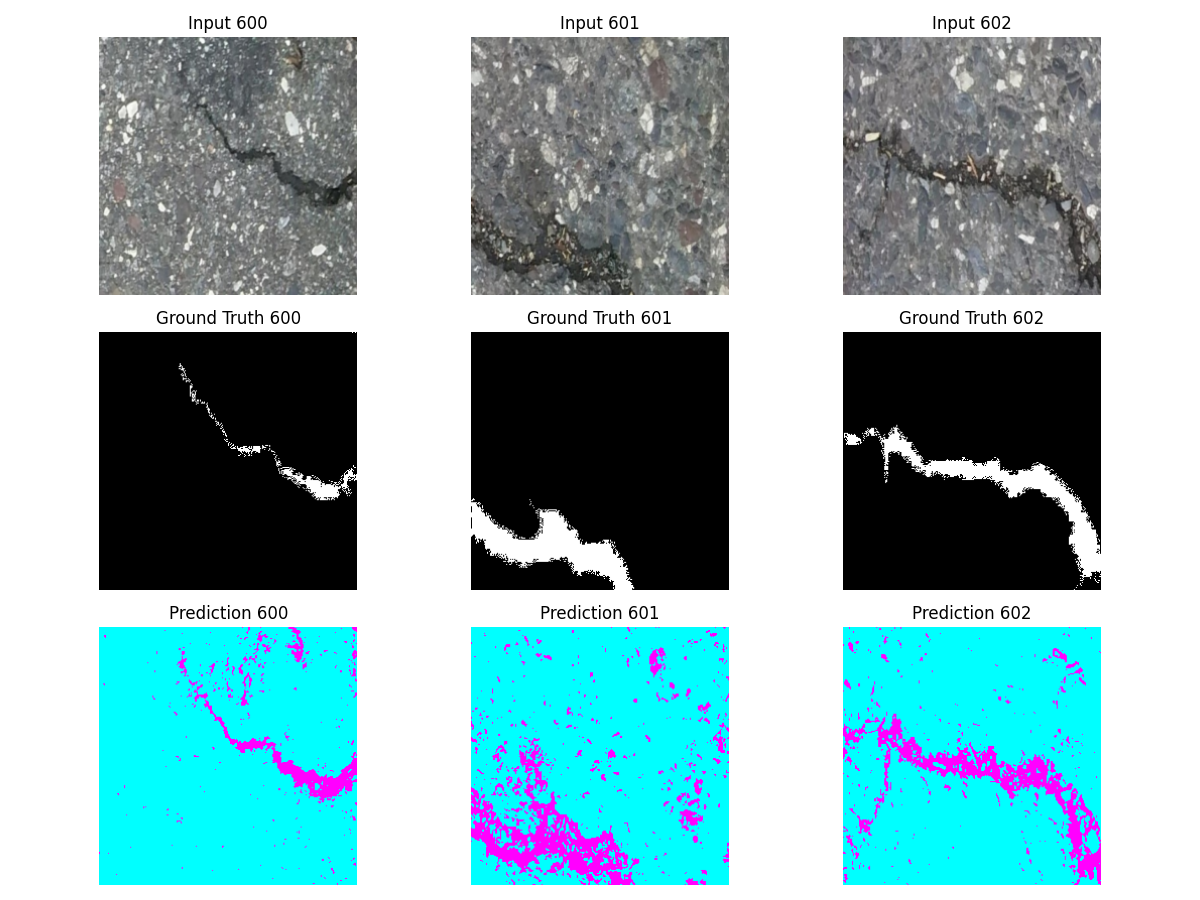 Input 600
Input 601
Input 602
Ground Truth 600
Ground Truth 601
Ground Truth 602
Prediction 600
Prediction 601
Prediction 602